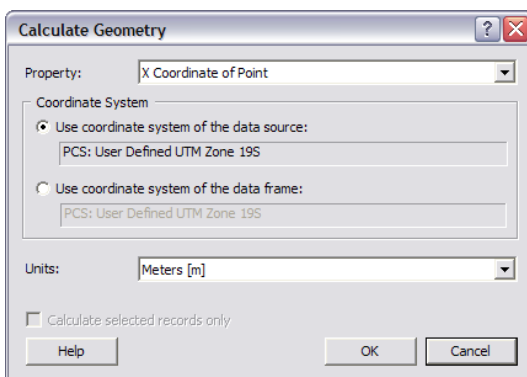 Calculate Geometry
Property: X Coordinate of Point
Coordinate System
Use coordinate system of the data source:
PCS: User Defined UTM Zone 19S
Use coordinate system of the data frame:
PCS: User Defined UTM Zone 19S
Units: Meters [m]
Calculate selected records only
Help OK Cancel